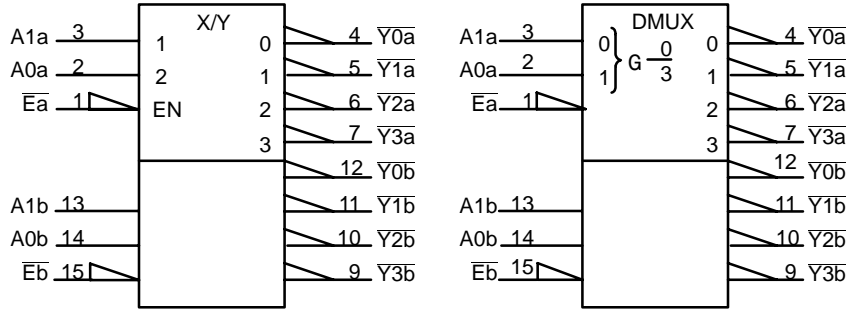 X/Y DMUX
A1a 3 1 0 4 Y0a A1a 3 0 0 4 Y0a
A0a 2 2 1 5 Y1a A0a 2 1 G 0/3 1 5 Y1a
Ea 1 EN 2 6 Y2a Ea 1 2 6 Y2a
3 7 Y3a 3 7 Y3a
12 Y0b 12 Y0b
A1b 13 11 Y1b A1b 13 11 Y1b
A0b 14 10 Y2b A0b 14 10 Y2b
Eb 15 9 Y3b Eb 15 9 Y3b